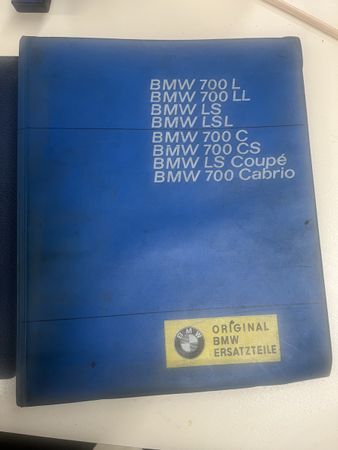 BMW 700 L
BMW 700 LL
BMW LS
BMW LSL
BMW 700 C
BMW 700 CS
BMW LS Coupé
BMW 700 Cabrio
BMW
ORIGINAL
BMW
ERSATZTEILE